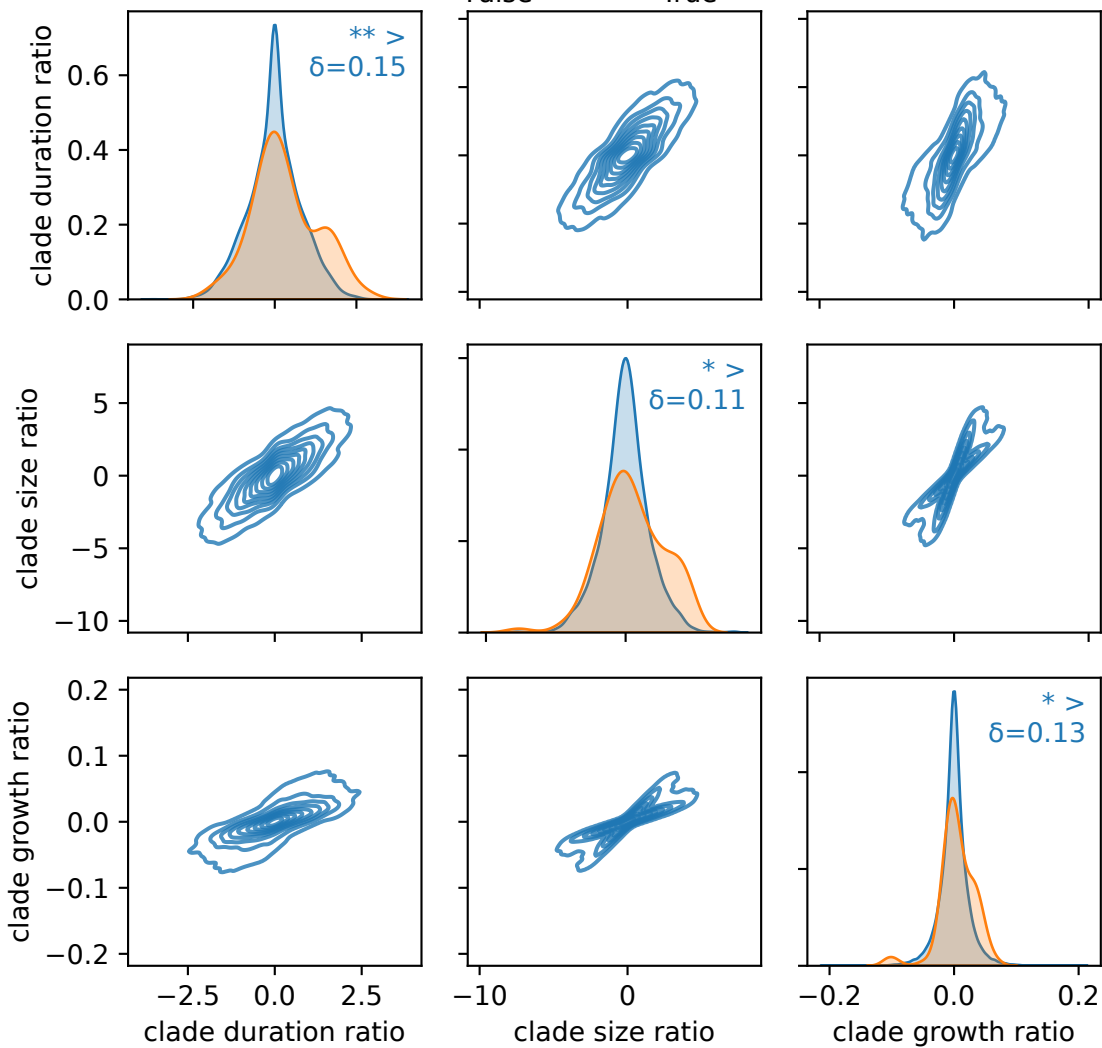 True
** >
δ=0.15
clade duration ratio
0.6
0.4
0.2
0.0
* >
δ=0.11
clade size ratio
5
0
−5
−10
* >
δ=0.13
clade growth ratio
0.2
0.1
0.0
−0.1
−0.2
−2.5 0.0 2.5
−10 0
−0.2 0.0 0.2
clade duration ratio
clade size ratio
clade growth ratio